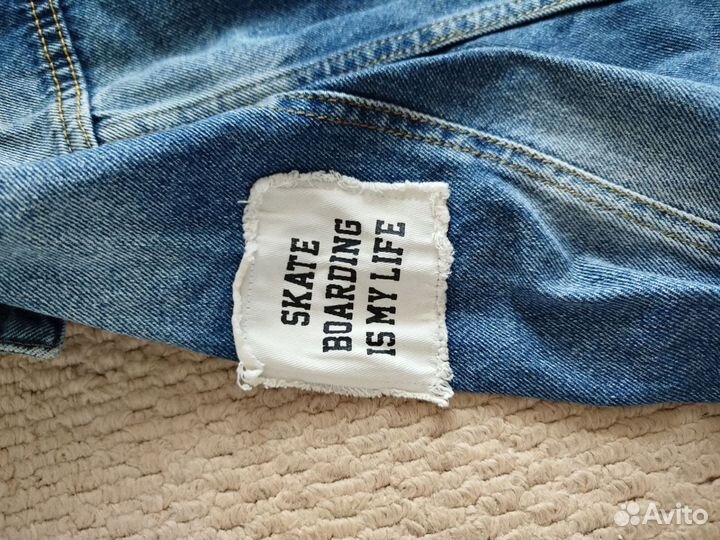 SKATE
BOARDING
IS MY LIFE
Avito